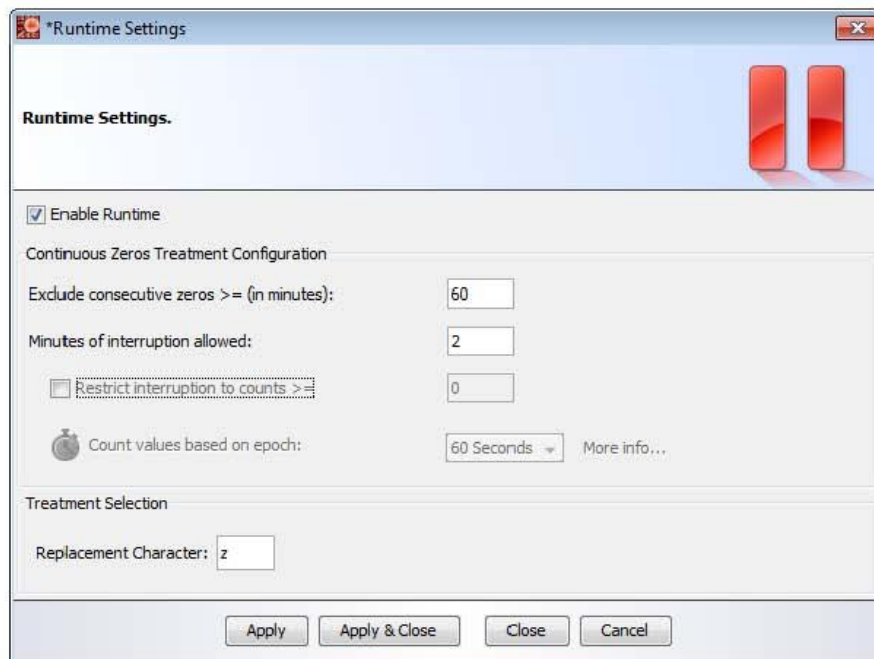 *Runtime Settings
Runtime Settings.
Enable Runtime
Continuous Zeros Treatment Configuration
Exclude consecutive zeros >= (in minutes): 60
Minutes of interruption allowed: 2
Restrict interruption to counts >= 0
Count values based on epoch: 60 Seconds More info...
Treatment Selection
Replacement Character: z
Apply Apply & Close Close Cancel